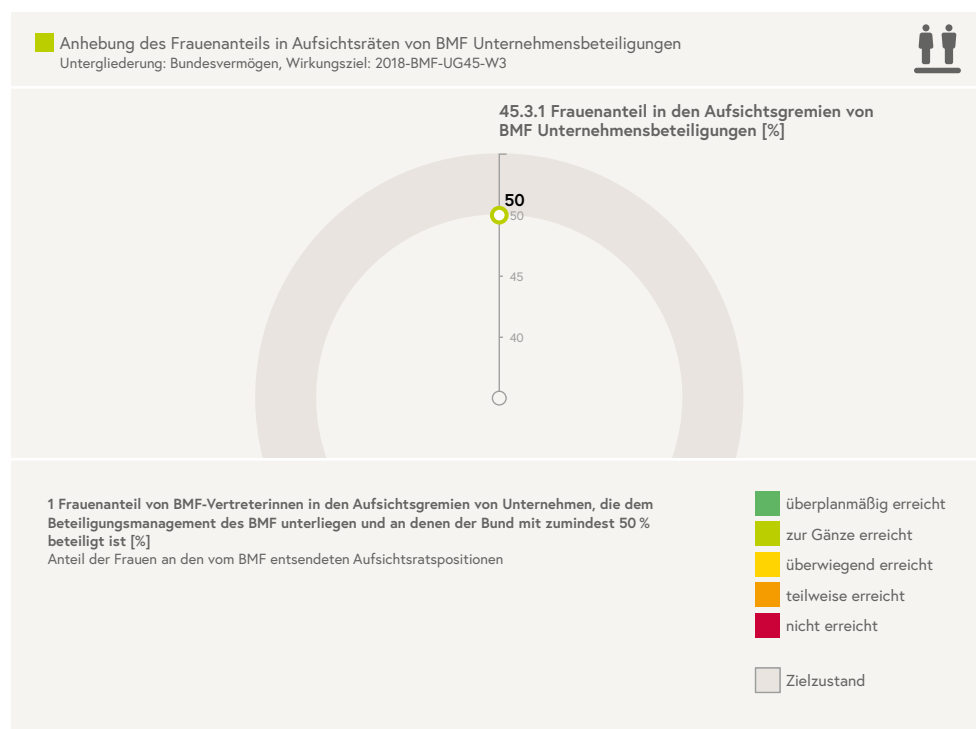 Anhebung des Frauenanteils in Aufsichtsräten von BMF Unternehmensbeteiligungen
Untergliederung: Bundesvermögen, Wirkungsziel: 2018-BMF-UG45-W3
45.3.1 Frauenanteil in den Aufsichtsgremien von
BMF Unternehmensbeteiligungen [%]
50
50
45
40
1 Frauenanteil von BMF-Vertreterinnen in den Aufsichtsgremien von Unternehmen, die dem
Beteiligungsmanagement des BMF unterliegen und an denen der Bund mit zumindest 50 %
beteiligt ist [%]
Anteil der Frauen an den vom BMF entsendeten Aufsichtsratspositionen
überplanmäßig erreicht
zur Gänze erreicht
überwiegend erreicht
teilweise erreicht
nicht erreicht
Zielzustand